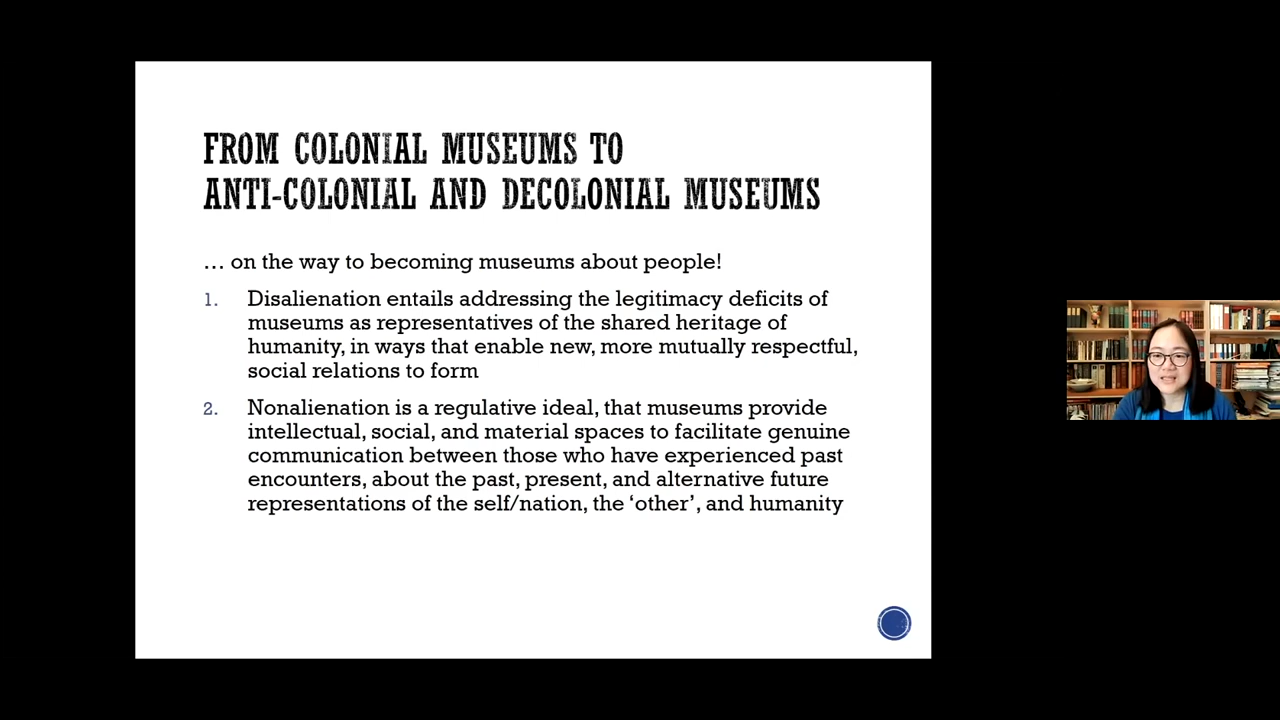 FROM COLONIAL MUSEUMS TO
ANTI-COLONIAL AND DECOLONIAL MUSEUMS
… on the way to becoming museums about people!
1. Disalienation entails addressing the legitimacy deficits of
museums as representatives of the shared heritage of
humanity, in ways that enable new, more mutually respectful,
social relations to form
2. Nonalienation is a regulative ideal, that museums provide
intellectual, social, and material spaces to facilitate genuine
communication between those who have experienced past
encounters, about the past, present, and alternative future
representations of the self/nation, the ‘other’, and humanity